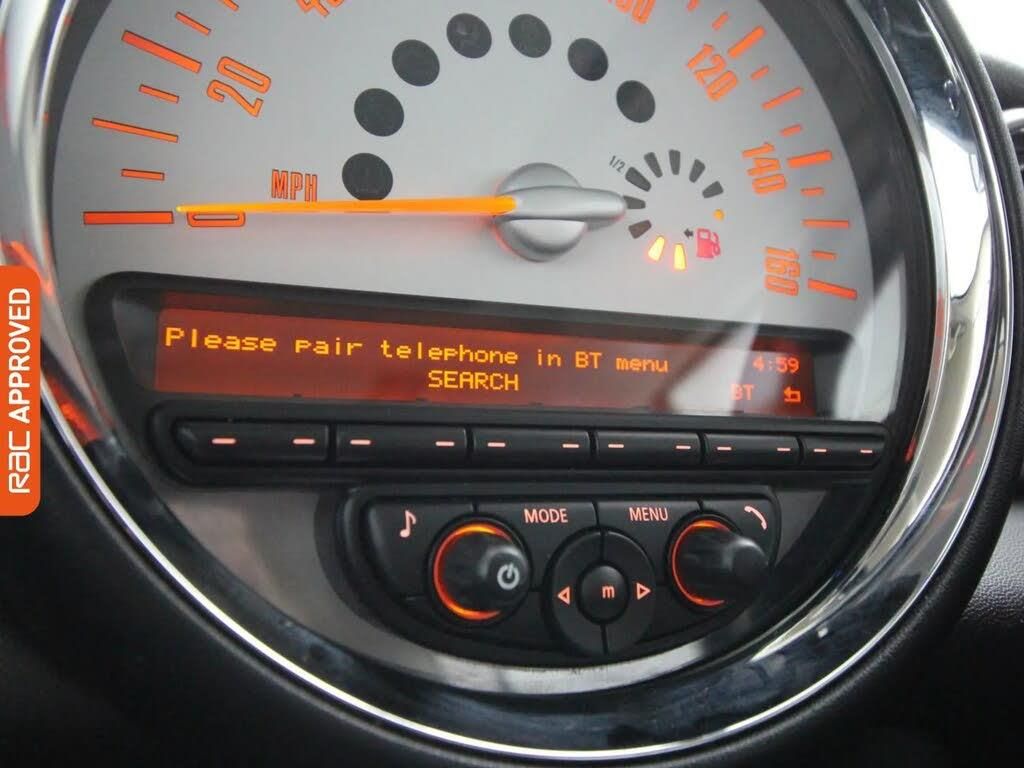 20
120
140
160
MPH
0
1/2
Please pair telephone in BT menu 4:59
SEARCH BT
MODE MENU
m
RAC APPROVED